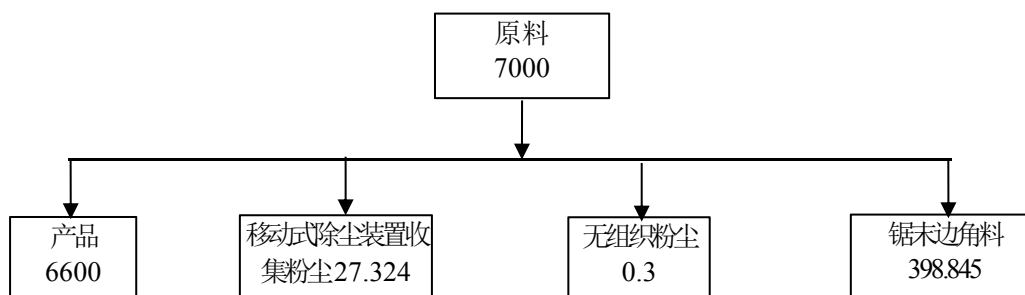 原料
7000
产品
6600
移动式除尘装置收
集粉尘27.324
无组织粉尘
0.3
锯末边角料
398.845